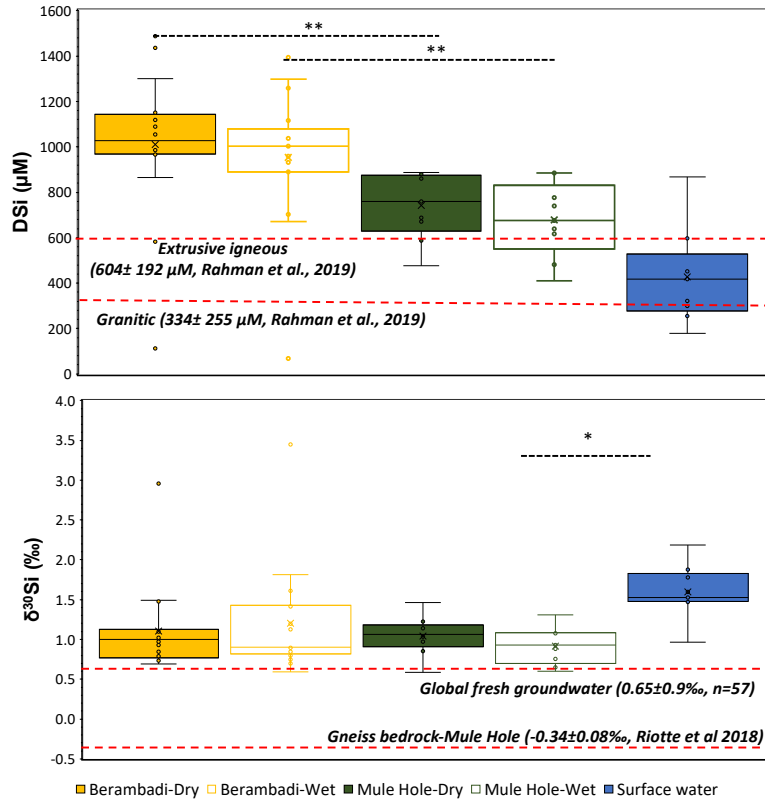 1600
1400
1200
1000
800
600
400
200
0
DSi (µM)
**
**
Extrusive igneous
(604± 192 µM, Rahman et al., 2019)
Granitic (334± 255 µM, Rahman et al., 2019)
4.0
3.5
3.0
2.5
2.0
1.5
1.0
0.5
0.0
-0.5
δ³⁰Si (‰)
*
Global fresh groundwater (0.65±0.9‰, n=57)
Gneiss bedrock-Mule Hole (-0.34±0.08‰, Riotte et al 2018)
Berambadi-Dry Berambadi-Wet Mule Hole-Dry Mule Hole-Wet Surface water